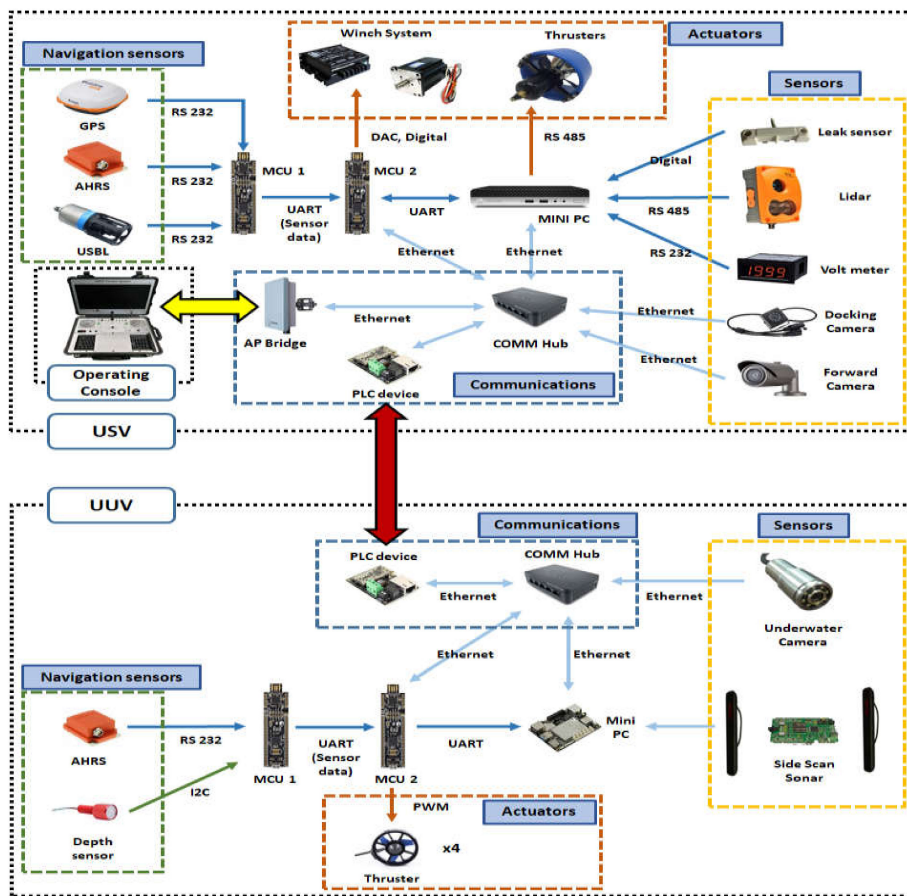 Winch System
Thrusters
Actuators
Navigation sensors
Sensors
GPS
RS 232
DAC, Digital
RS 485
Leak sensor
Digital
AHRS
RS 232
MCU 1
MCU 2
UART
(Sensor
data)
UART
MINI PC
RS 485
Lidar
USBL
RS 232
Ethernet
Ethernet
RS 232
1999
Volt meter
Ethernet
Ethernet
Docking
Camera
AP Bridge
COMM Hub
Ethernet
Operating
Console
PLC device
Communications
Forward
Camera
USV
UUV
Communications
Sensors
PLC device
COMM Hub
Ethernet
Ethernet
Underwater
Camera
Ethernet
Ethernet
Navigation sensors
AHRS
RS 232
MCU 1
UART
(Sensor
data)
MCU 2
UART
Mini
PC
Side Scan
Sonar
I2C
Depth
sensor
PWM
Actuators
x4
Thruster